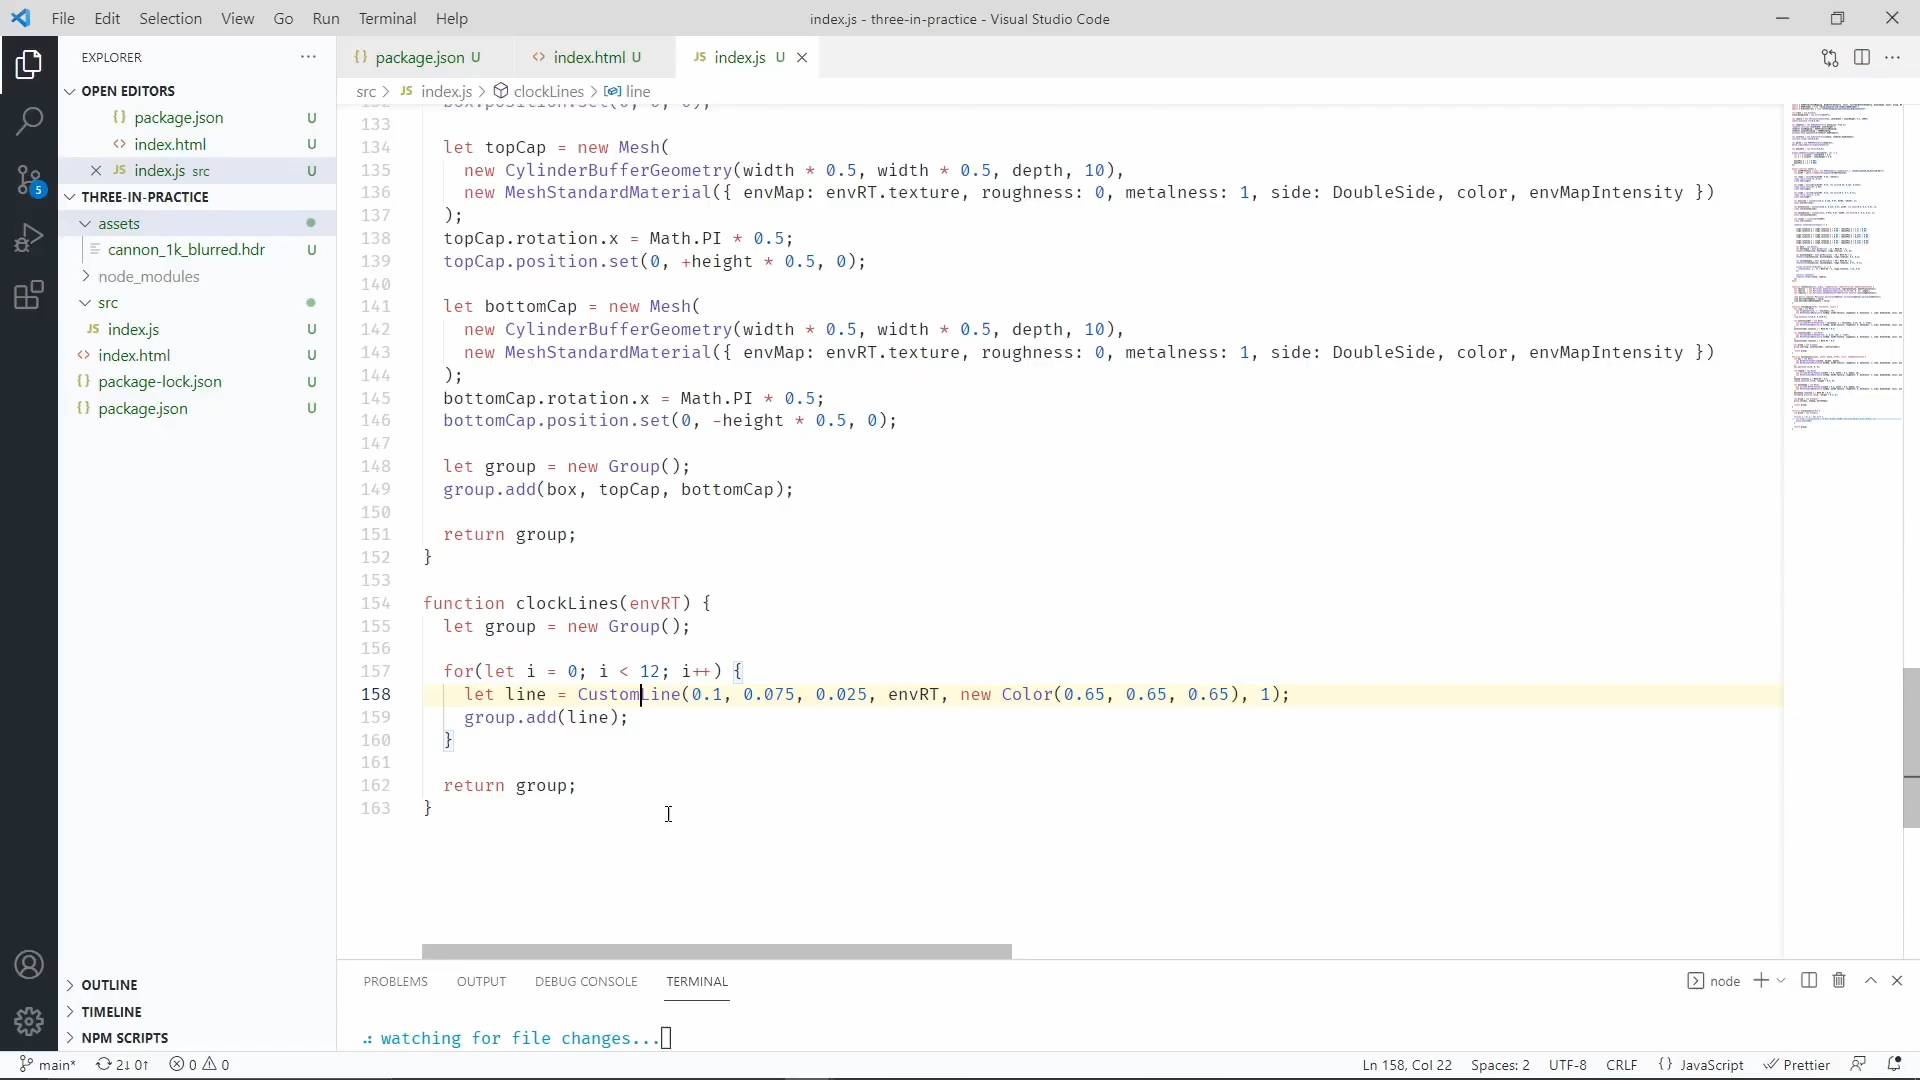 File Edit Selection View Go Run Terminal Help
index.js - three-in-practice - Visual Studio Code
EXPLORER
OPEN EDITORS
{} package.json U
<> index.html U
JS index.js src U
THREE-IN-PRACTICE
assets
cannon_1k_blurred.hdr U
node_modules
src
JS index.js U
<> index.html U
{} package-lock.json U
{} package.json U
OUTLINE
TIMELINE
NPM SCRIPTS
5
{} package.json U <> index.html U JS index.js U
src > JS index.js > clockLines > line
132 box.position.set(0, 0, 0);
133
134 let topCap = new Mesh(
135 new CylinderBufferGeometry(width * 0.5, width * 0.5, depth, 10),
136 new MeshStandardMaterial({ envMap: envRT.texture, roughness: 0, metalness: 1, side: DoubleSide, color, envMapIntensity })
137 );
138 topCap.rotation.x = Math.PI * 0.5;
139 topCap.position.set(0, +height * 0.5, 0);
140
141 let bottomCap = new Mesh(
142 new CylinderBufferGeometry(width * 0.5, width * 0.5, depth, 10),
143 new MeshStandardMaterial({ envMap: envRT.texture, roughness: 0, metalness: 1, side: DoubleSide, color, envMapIntensity })
144 );
145 bottomCap.rotation.x = Math.PI * 0.5;
146 bottomCap.position.set(0, -height * 0.5, 0);
147
148 let group = new Group();
149 group.add(box, topCap, bottomCap);
150
151 return group;
152 }
153
154 function clockLines(envRT) {
155 let group = new Group();
156
157 for(let i = 0; i < 12; i++) {
158 let line = CustomLine(0.1, 0.075, 0.025, envRT, new Color(0.65, 0.65, 0.65), 1);
159 group.add(line);
160 }
161
162 return group;
163 }
PROBLEMS OUTPUT DEBUG CONSOLE TERMINAL
node
watching for file changes...
main* 2↓ 0↑ 0 0
Ln 158, Col 22 Spaces: 2 UTF-8 CRLF {} JavaScript Prettier